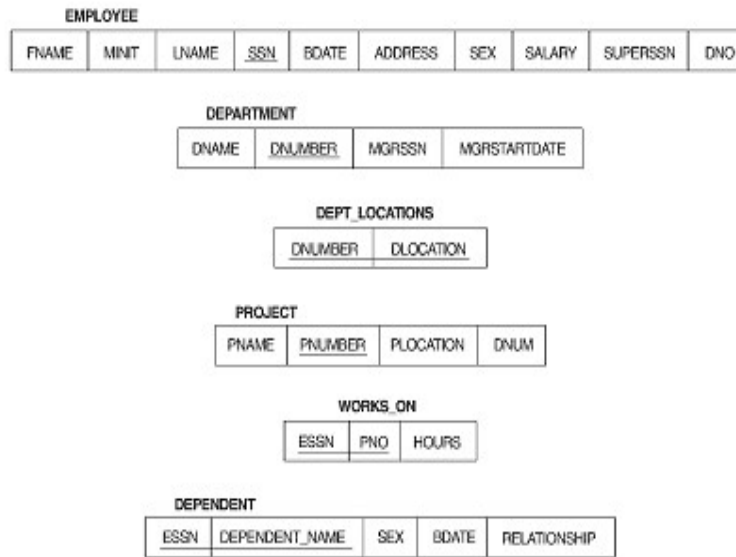 EMPLOYEE
FNAME MINIT LNAME SSN BDATE ADDRESS SEX SALARY SUPERSSN DNO
DEPARTMENT
DNAME DNUMBER MGRSSN MGRSTARTDATE
DEPT_LOCATIONS
DNUMBER DLOCATION
PROJECT
PNAME PNUMBER PLOCATION DNUM
WORKS_ON
ESSN PNO HOURS
DEPENDENT
ESSN DEPENDENT_NAME SEX BDATE RELATIONSHIP